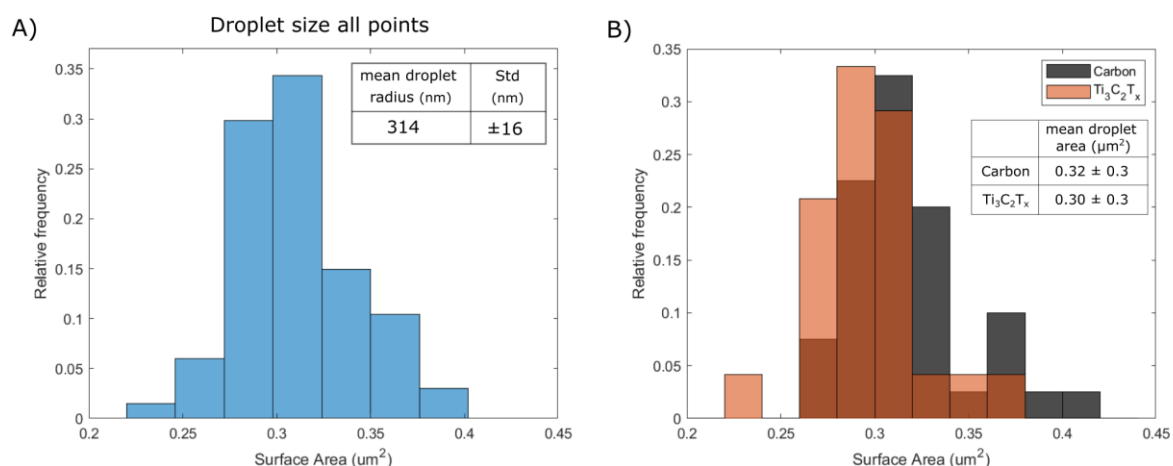 A)
Droplet size all points
0.35
0.3
0.25
0.2
0.15
0.1
0.05
0
Relative frequency
mean droplet radius (nm) Std (nm)
314 ±16
0.2 0.25 0.3 0.35 0.4 0.45
Surface Area (um²)
B)
0.35
0.3
0.25
0.2
0.15
0.1
0.05
0
Relative frequency
Carbon
Ti₃C₂Tₓ
mean droplet
area (μm²)
Carbon 0.32 ± 0.3
Ti₃C₂Tₓ 0.30 ± 0.3
0.2 0.25 0.3 0.35 0.4 0.45
Surface Area (um²)